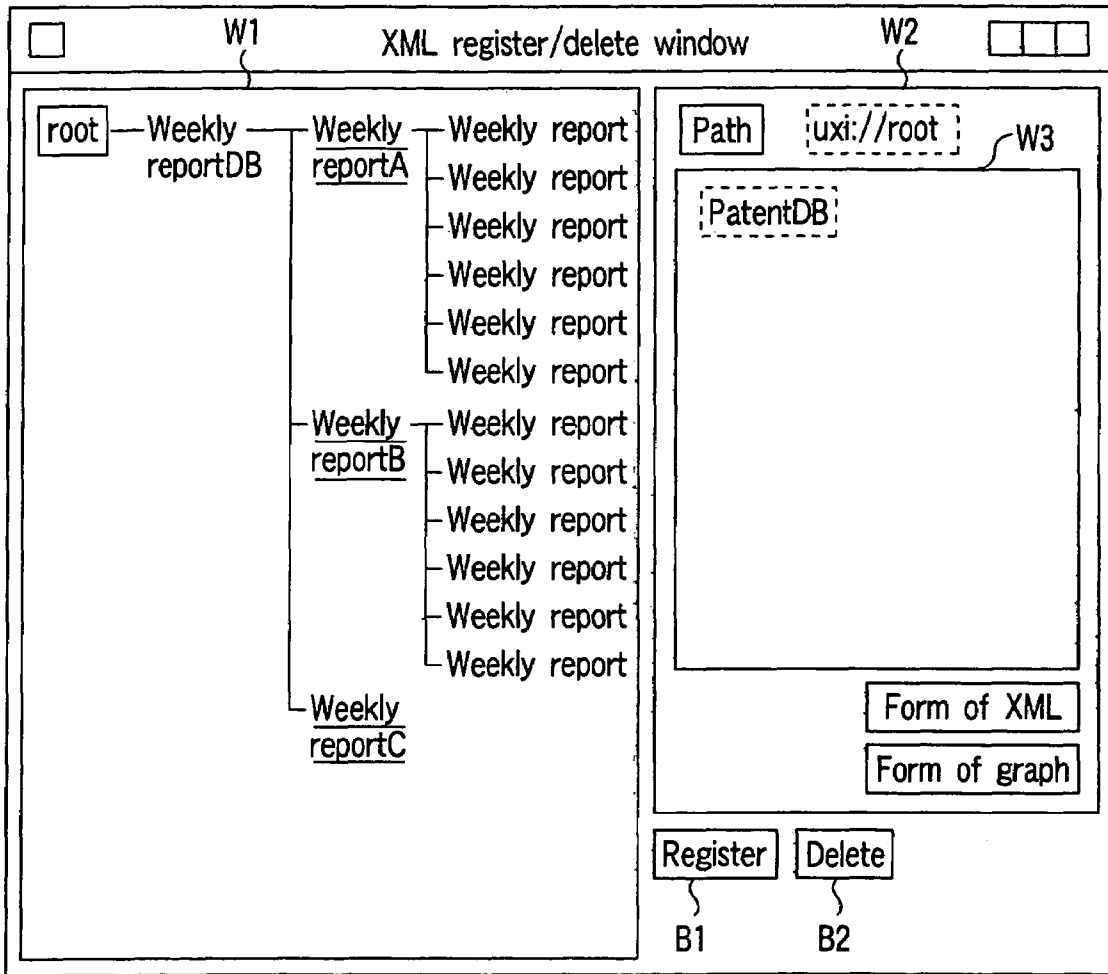 W1
XML register/delete window
W2
root
Weekly
reportDB
Weekly
reportA
Weekly report
Weekly report
Weekly report
Weekly report
Weekly report
Weekly report
Weekly
reportB
Weekly report
Weekly report
Weekly report
Weekly report
Weekly report
Weekly report
Weekly
reportC
Path
uxi://root
W3
PatentDB
Form of XML
Form of graph
Register
Delete
B1
B2